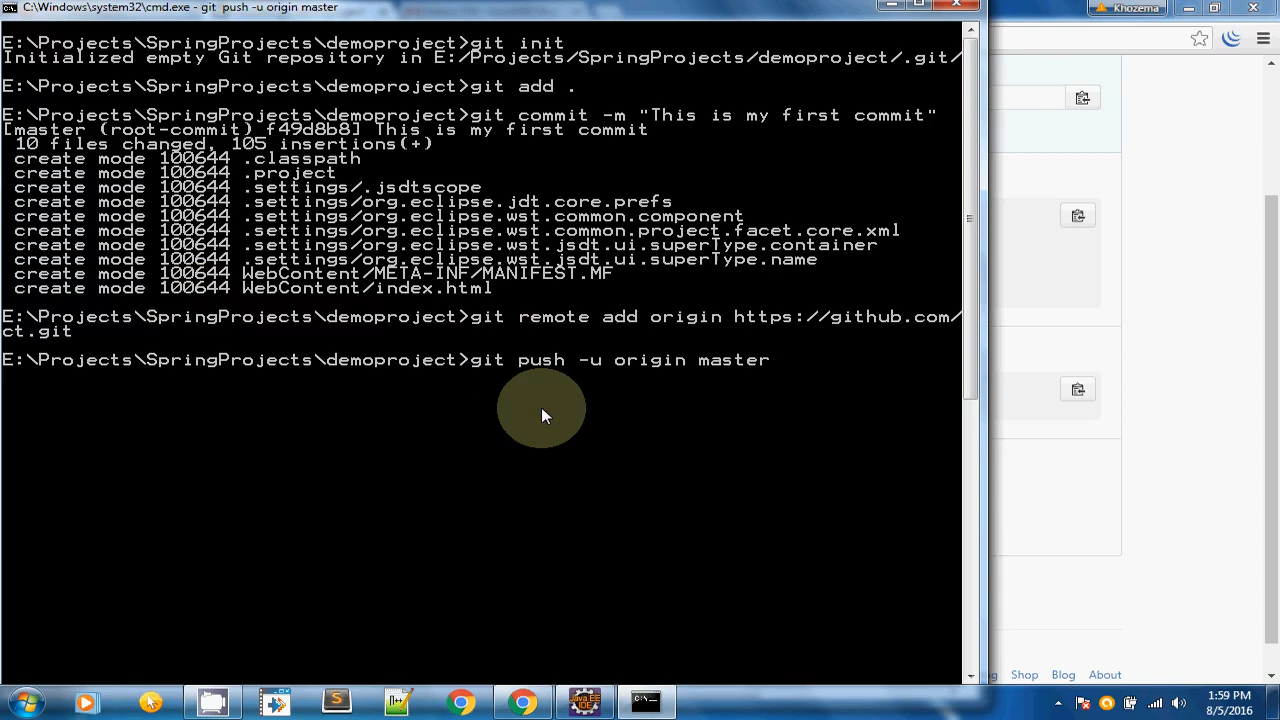 C:\Windows\system32\cmd.exe - git push -u origin master
Khozema
E:\Projects\SpringProjects\demoproject>git init
Initialized empty Git repository in E:/Projects/SpringProjects/demoproject/.git/
E:\Projects\SpringProjects\demoproject>git add .
E:\Projects\SpringProjects\demoproject>git commit -m "This is my first commit"
[master (root-commit) f49d8b8] This is my first commit
10 files changed, 105 insertions(+)
create mode 100644 .classpath
create mode 100644 .project
create mode 100644 .settings/.jsdtscope
create mode 100644 .settings/org.eclipse.jdt.core.prefs
create mode 100644 .settings/org.eclipse.wst.common.component
create mode 100644 .settings/org.eclipse.wst.common.project.facet.core.xml
create mode 100644 .settings/org.eclipse.wst.jsdt.ui.superType.container
create mode 100644 .settings/org.eclipse.wst.jsdt.ui.superType.name
create mode 100644 WebContent/META-INF/MANIFEST.MF
create mode 100644 WebContent/index.html
E:\Projects\SpringProjects\demoproject>git remote add origin https://github.com/
ct.git
E:\Projects\SpringProjects\demoproject>git push -u origin master
ng Shop Blog About
Java EE
IDE
C:\.
1:59 PM
8/5/2016